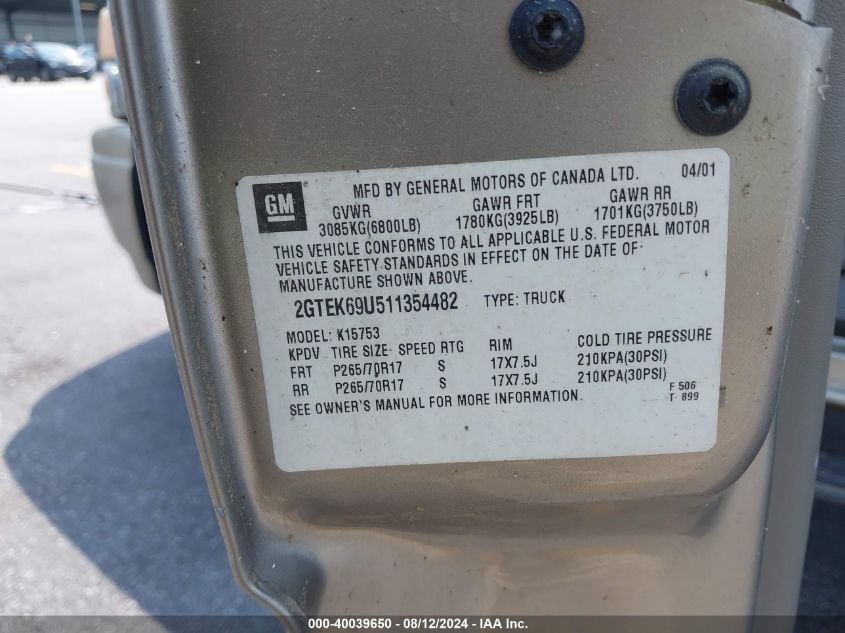 GM
MFD BY GENERAL MOTORS OF CANADA LTD. 04/01
GVWR GAWR FRT GAWR RR
3085KG(6800LB) 1780KG(3925LB) 1701KG(3750LB)
THIS VEHICLE CONFORMS TO ALL APPLICABLE U.S. FEDERAL MOTOR
VEHICLE SAFETY STANDARDS IN EFFECT ON THE DATE OF
MANUFACTURE SHOWN ABOVE.
2GTEK69U511354482 TYPE: TRUCK
MODEL: K15753
KPDV TIRE SIZE SPEED RTG RIM COLD TIRE PRESSURE
FRT P265/70R17 S 17X7.5J 210KPA(30PSI)
RR P265/70R17 S 17X7.5J 210KPA(30PSI)
SEE OWNER'S MANUAL FOR MORE INFORMATION.
F 506
T 899
000-40039650 - 08/12/2024 - IAA Inc.